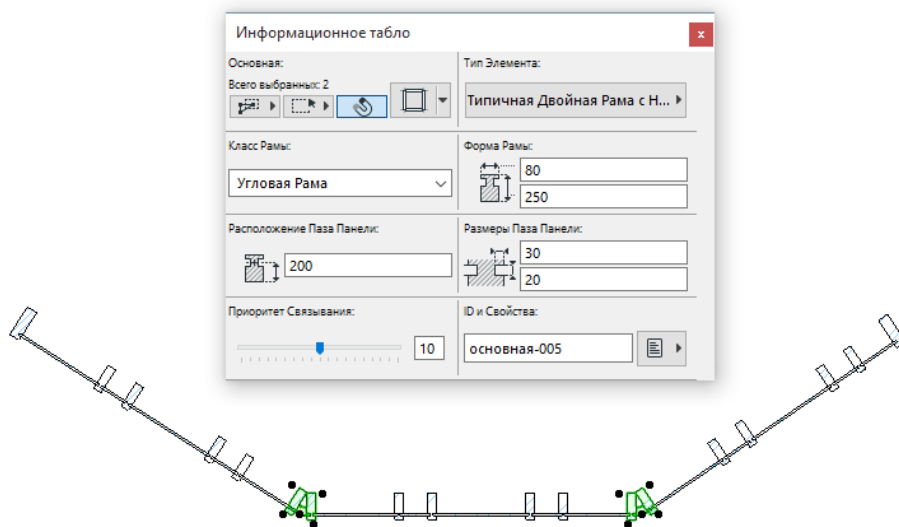 Информационное табло
x
Основная:
Всего выбранных: 2
Тип Элемента:
Типичная Двойная Рама с Н...
Класс Рамы:
Угловая Рама
Форма Рамы:
80
250
Расположение Паза Панели:
200
Размеры Паза Панели:
30
20
Приоритет Связывания:
10
ID и Свойства:
основная-005